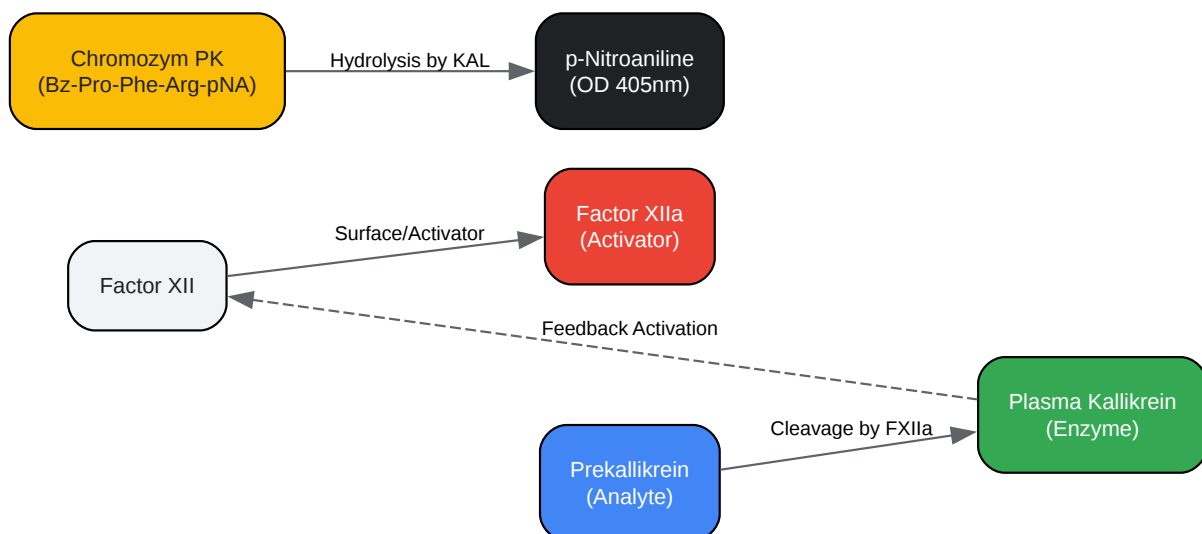 Chromozym PK
(Bz-Pro-Phe-Arg-pNA)
Hydrolysis by KAL
p-Nitroaniline
(OD 405nm)
Factor XII
Surface/Activator
Factor XIIa
(Activator)
Feedback Activation
Prekallikrein
(Analyte)
Cleavage by FXIIa
Plasma Kallikrein
(Enzyme)